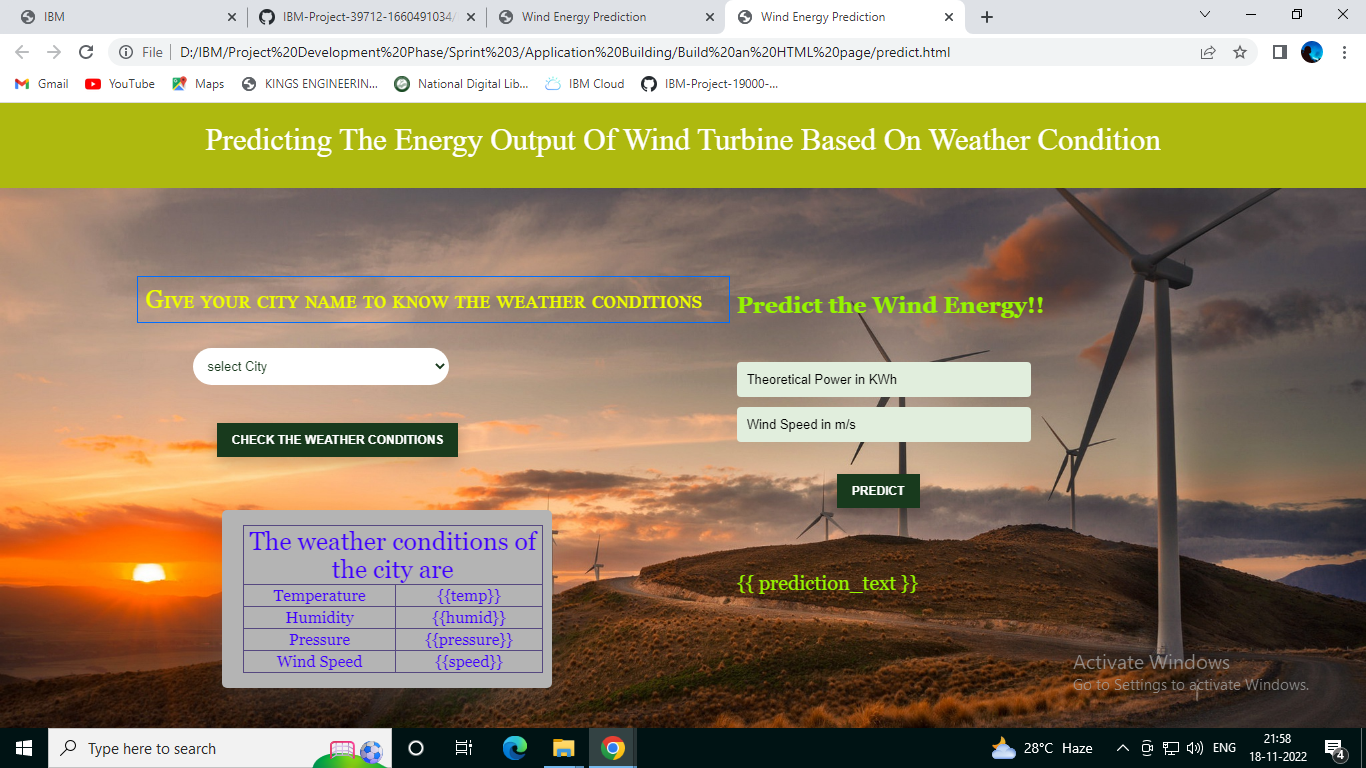 IBM
IBM-Project-39712-1660491034/
Wind Energy Prediction
Wind Energy Prediction
File
D:/IBM/Project%20Development%20Phase/Sprint%203/Application%20Building/Build%20an%20HTML%20page/predict.html
Gmail
YouTube
Maps
KINGS ENGINEERIN...
National Digital Lib...
IBM Cloud
IBM-Project-19000-...
Predicting The Energy Output Of Wind Turbine Based On Weather Condition
Give your city name to know the weather conditions
select City
CHECK THE WEATHER CONDITIONS
The weather conditions of
the city are
Temperature {{temp}}
Humidity {{humid}}
Pressure {{pressure}}
Wind Speed {{speed}}
Predict the Wind Energy!!
Theoretical Power in KWh
Wind Speed in m/s
PREDICT
{{ prediction_text }}
Activate Windows
Go to Settings to activate Windows.
Type here to search
28°C Haze
ENG
21:58
18-11-2022
4